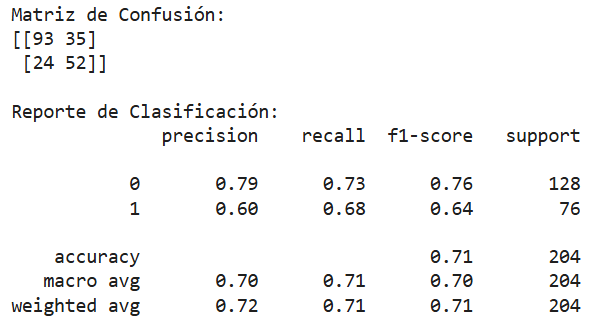 Matriz de Confusión:
[[93 35]
 [24 52]]

Reporte de Clasificación:
              precision    recall  f1-score   support

           0       0.79      0.73      0.76       128
           1       0.60      0.68      0.64        76

    accuracy                           0.71       204
   macro avg       0.70      0.71      0.70       204
weighted avg       0.72      0.71      0.71       204